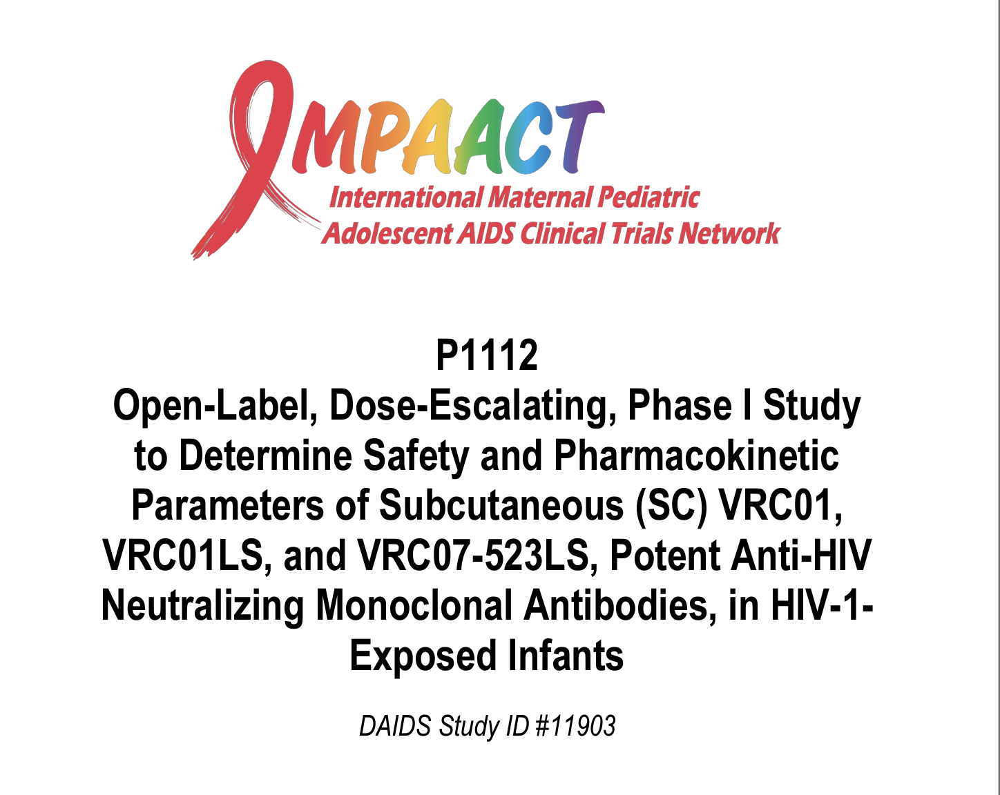 IMPAACT
International Maternal Pediatric
Adolescent AIDS Clinical Trials Network
P1112
Open-Label, Dose-Escalating, Phase I Study
to Determine Safety and Pharmacokinetic
Parameters of Subcutaneous (SC) VRC01,
VRC01LS, and VRC07-523LS, Potent Anti-HIV
Neutralizing Monoclonal Antibodies, in HIV-1-
Exposed Infants
DAIDS Study ID #11903